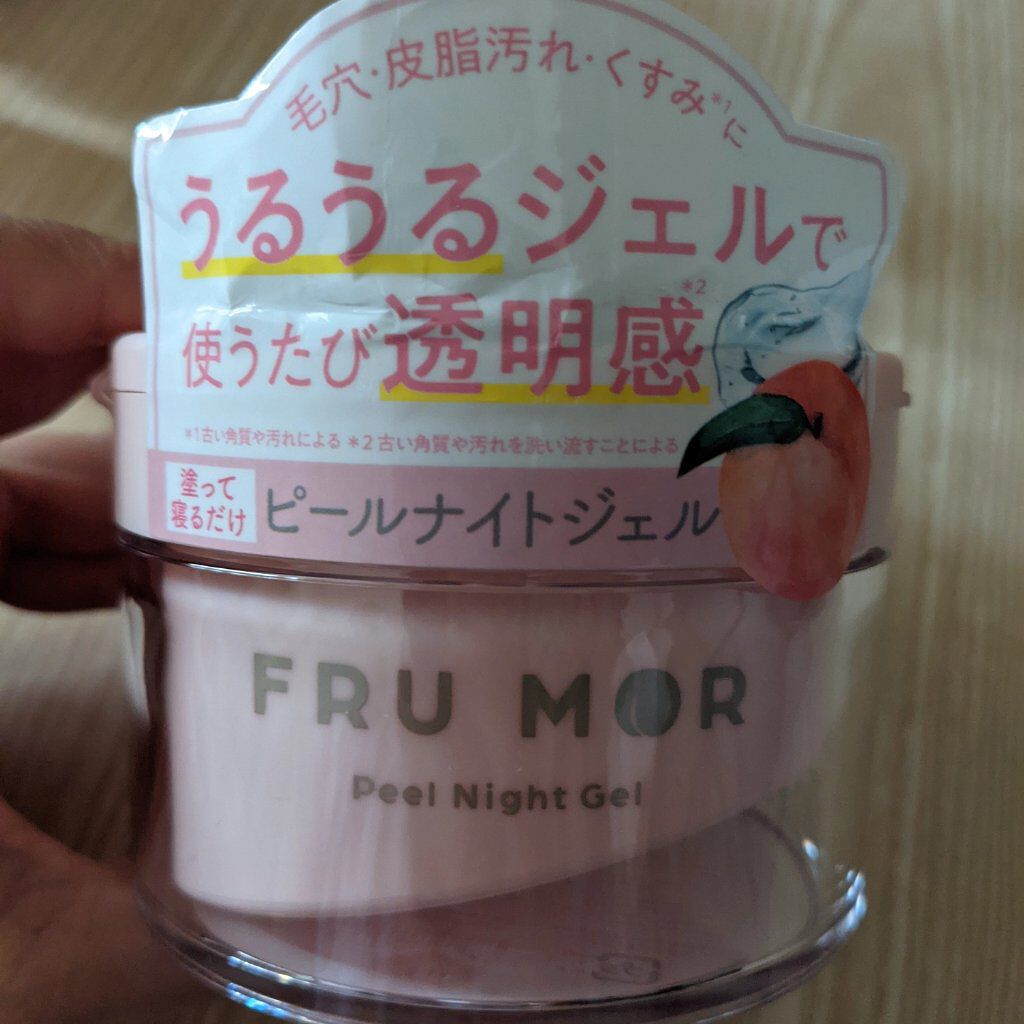 毛穴・皮脂汚れ・くすみ*1に
うるうるジェルで
使うたび透明感*2
*1古い角質や汚れによる *2古い角質や汚れを洗い流すことによる
塗って
寝るだけ
ピールナイトジェル
FRU MOR
Peel Night Gel